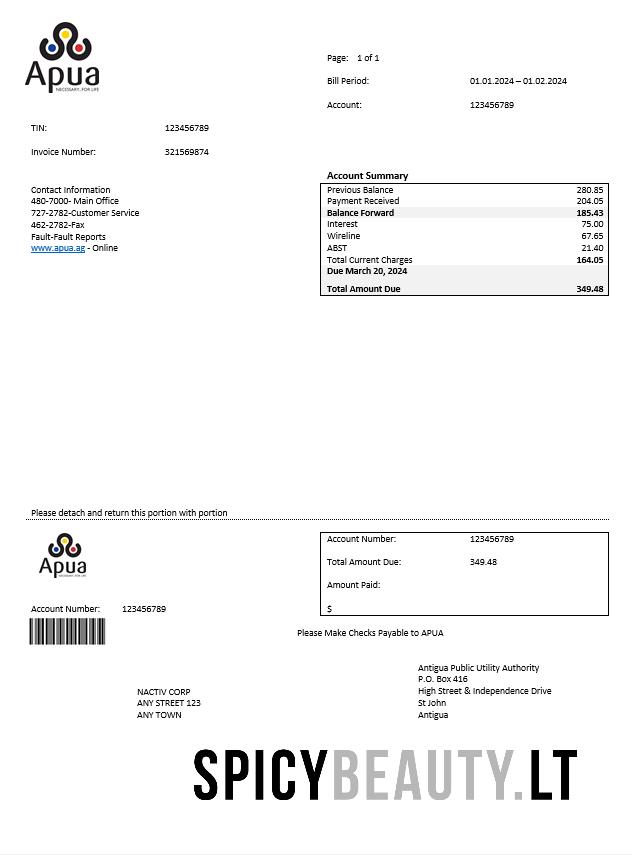 Apua
NECESSARY..FOR LIFE
Page: 1 of 1
Bill Period: 01.01.2024 – 01.02.2024
Account: 123456789
TIN: 123456789
Invoice Number: 321569874
Contact Information
480-7000- Main Office
727-2782-Customer Service
462-2782-Fax
Fault-Fault Reports
www.apua.ag - Online
Account Summary
Previous Balance 280.85
Payment Received 204.05
Balance Forward 185.43
Interest 75.00
Wireline 67.65
ABST 21.40
Total Current Charges 164.05
Due March 20, 2024
Total Amount Due 349.48
Please detach and return this portion with portion
Apua
NECESSARY..FOR LIFE
Account Number: 123456789
Account Number: 123456789
Total Amount Due: 349.48
Amount Paid:
$
Please Make Checks Payable to APUA
NACTIV CORP
ANY STREET 123
ANY TOWN
Antigua Public Utility Authority
P.O. Box 416
High Street & Independence Drive
St John
Antigua
SPICYBEAUTY.LT